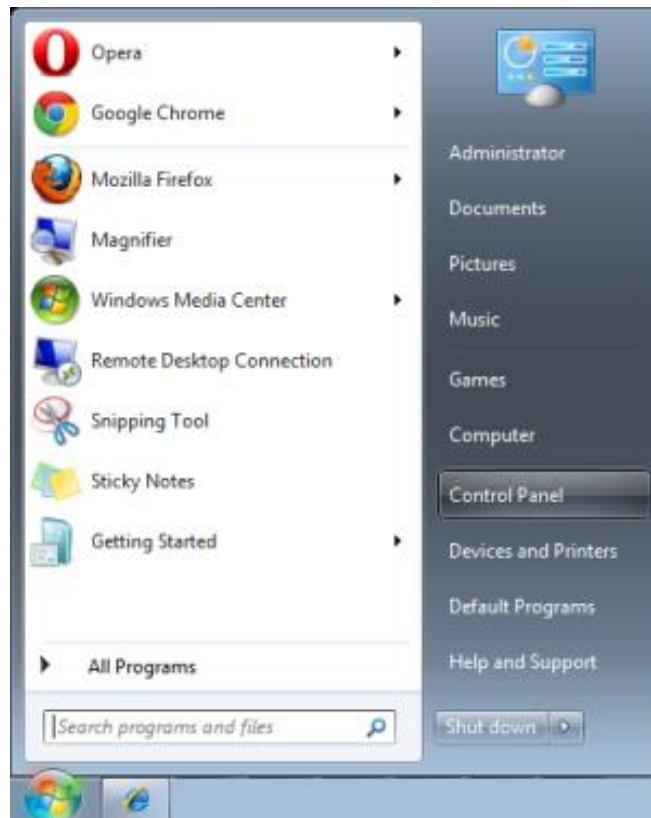 Opera
Google Chrome
Mozilla Firefox
Magnifier
Windows Media Center
Remote Desktop Connection
Snipping Tool
Sticky Notes
Getting Started
All Programs
Search programs and files
Administrator
Documents
Pictures
Music
Games
Computer
Control Panel
Devices and Printers
Default Programs
Help and Support
Shut down